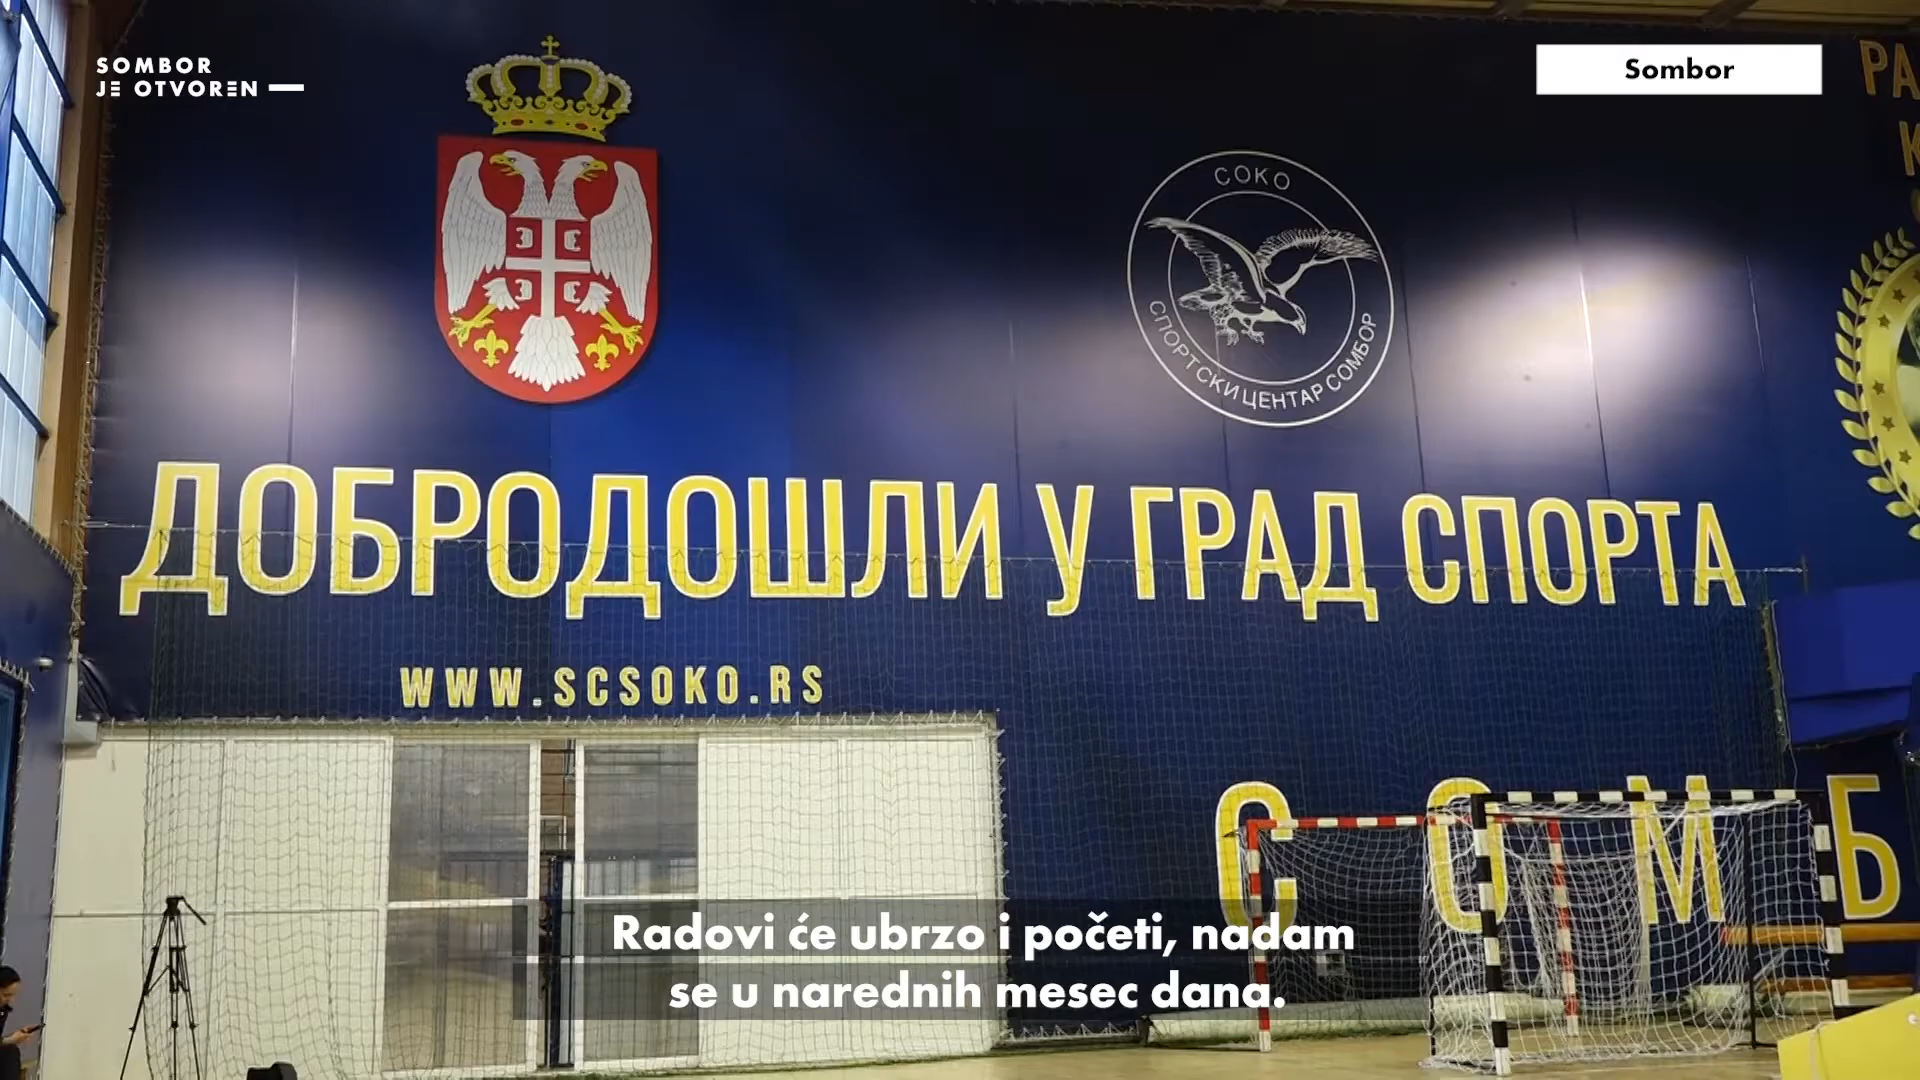 SOMBOR
JE OTVOREN
Sombor
СОКО
СПОРТСКИ ЦЕНТАР СОМБОР
ДОБРОДОШЛИ У ГРАД СПОРТА
WWW.SCSOKO.RS
С О М Б
Radovi će ubrzo i početi, nadam
se u narednih mesec dana.